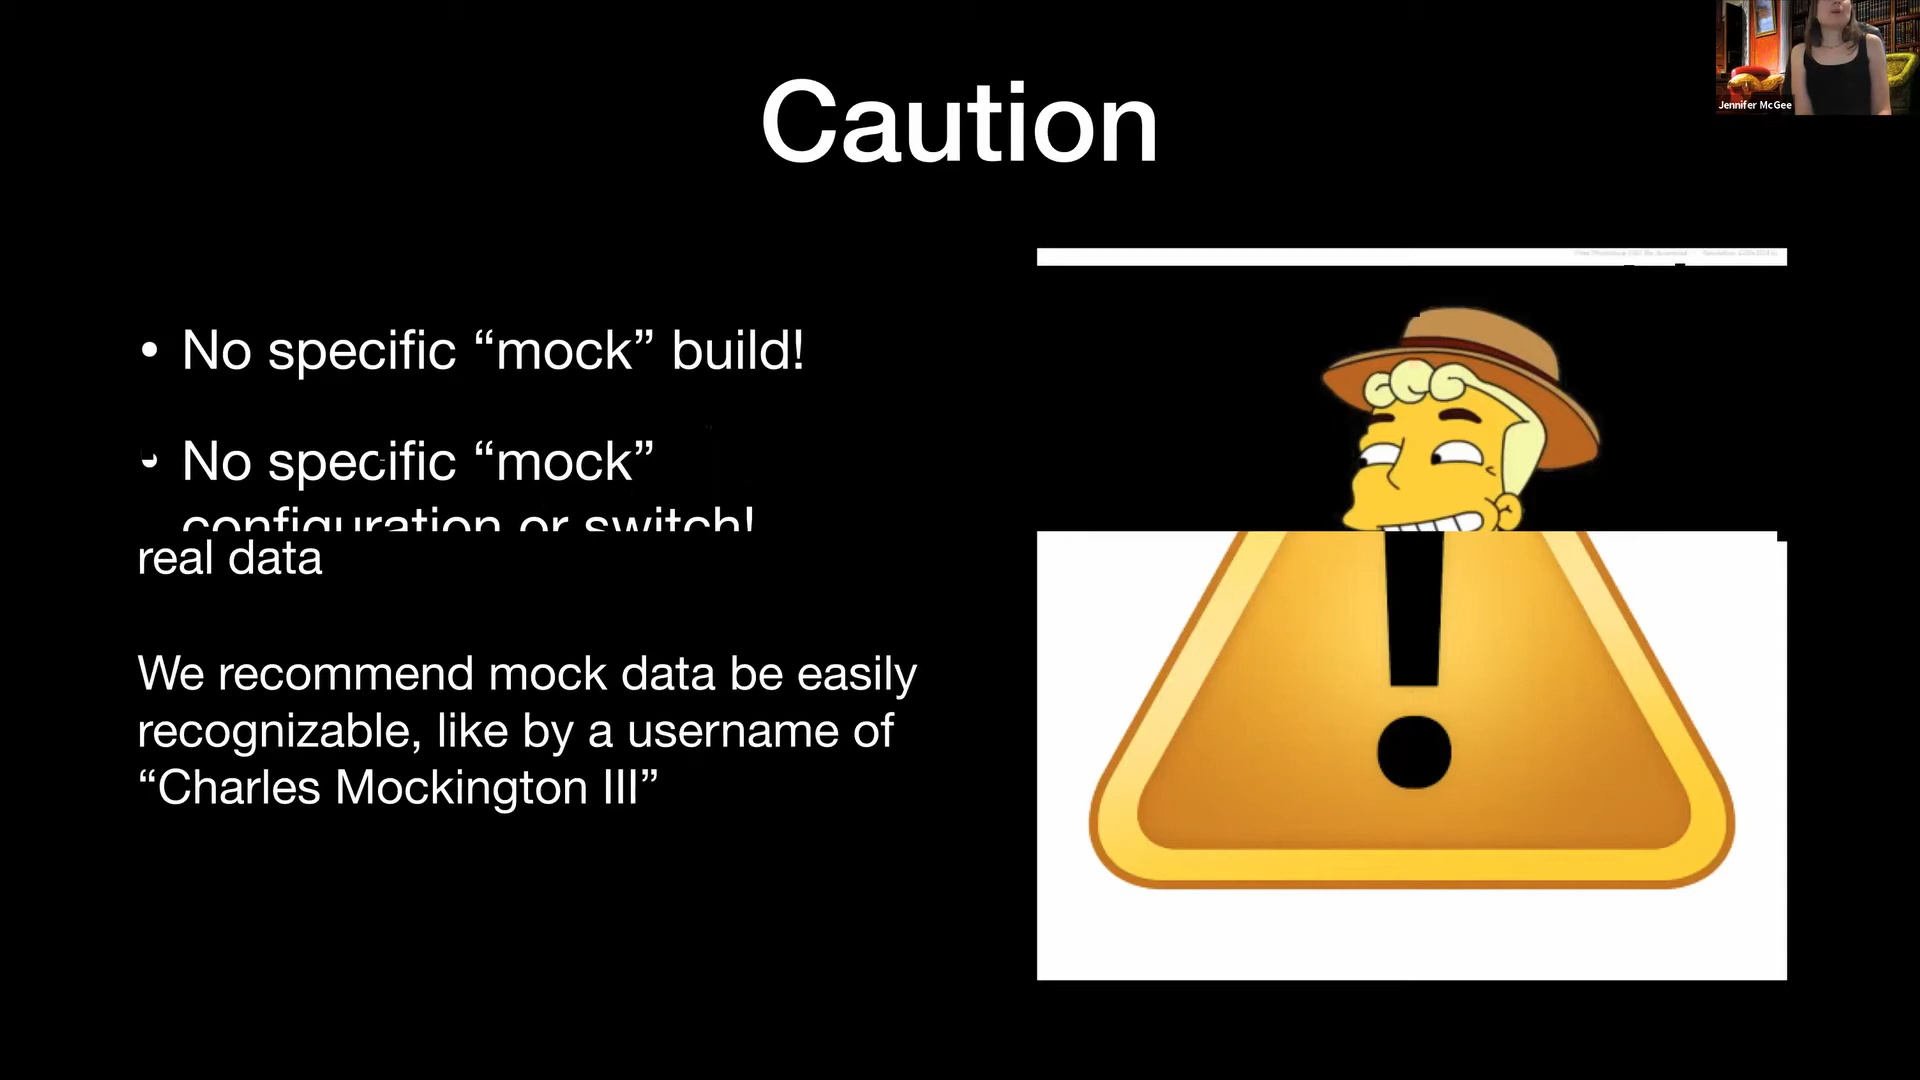 Caution
Jennifer McGee
• No specific “mock” build!
• No specific “mock”
configuration or switch!
real data
We recommend mock data be easily
recognizable, like by a username of
“Charles Mockington III”